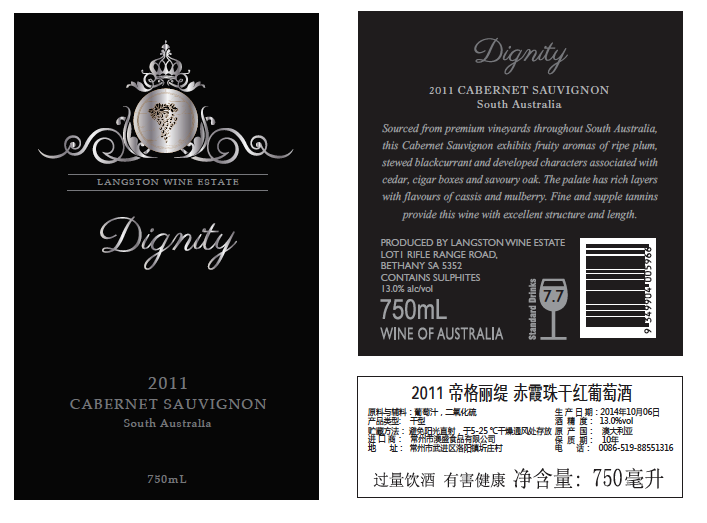 LANGSTON WINE ESTATE
Dignity
2011
CABERNET SAUVIGNON
South Australia
750mL
Dignity
2011 CABERNET SAUVIGNON
South Australia
Sourced from premium vineyards throughout South Australia,
this Cabernet Sauvignon exhibits fruity aromas of ripe plum,
stewed blackcurrant and developed characters associated with
cedar, cigar boxes and savoury oak. The palate has rich layers
with flavours of cassis and mulberry. Fine and supple tannins
provide this wine with excellent structure and length.
PRODUCED BY LANGSTON WINE ESTATE
LOT1 RIFLE RANGE ROAD,
BETHANY SA 5352
CONTAINS SULPHITES
13.0% alc/vol
750mL
WINE OF AUSTRALIA
Standard Drinks
7.7
9 349904 005966
2011 帝格丽缇 赤霞珠干红葡萄酒
原料与辅料：葡萄汁，二氧化硫
产品类型： 干型
贮藏方法：避免阳光直射，于5-25℃干燥通风处存放
进 口 商： 常州市漠盛食品有限公司
地 址： 常州市武进区洛阳镇圻庄村
生 产 日 期：2014年10月06日
酒 精 度： 13.0%vol
原 产 国： 澳大利亚
保 质 期： 10年
电 话： 0086-519-88551316
过量饮酒 有害健康 净含量：750毫升